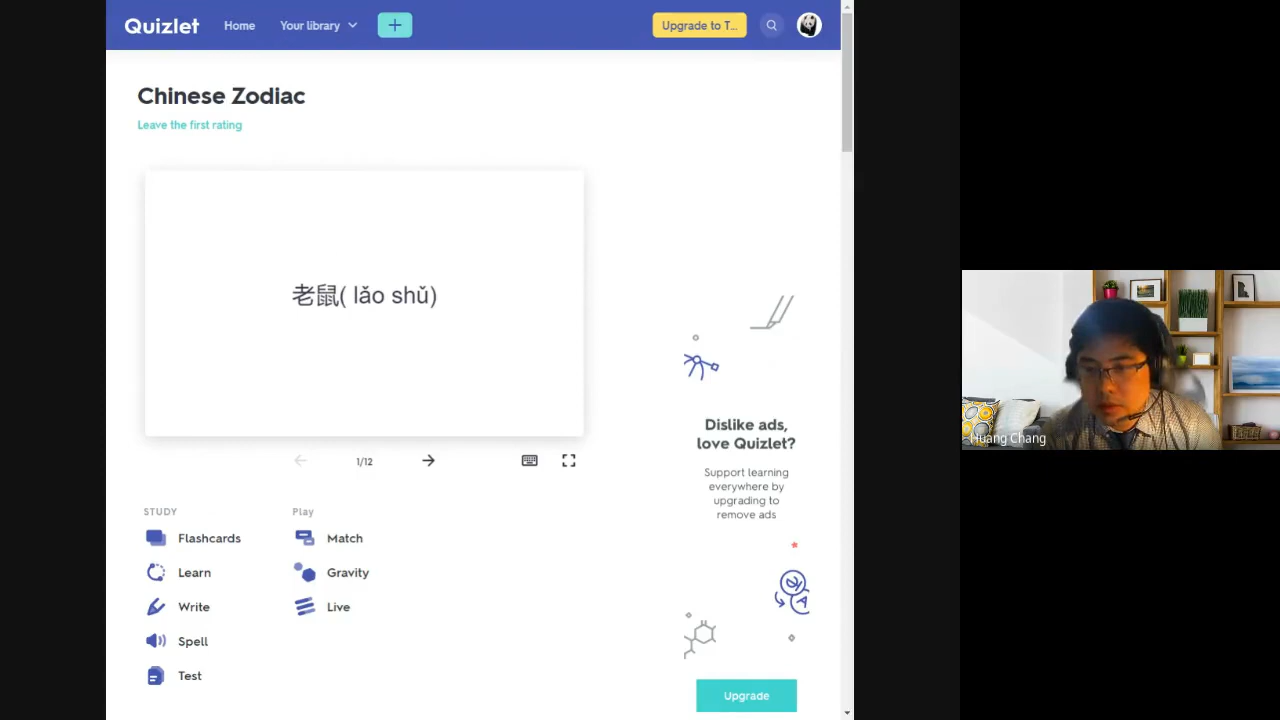 Quizlet
Home
Your library
Upgrade to T...
Chinese Zodiac
Leave the first rating
老鼠( lǎo shǔ)
1/12
STUDY
Flashcards
Learn
Write
Spell
Test
Play
Match
Gravity
Live
Dislike ads,
love Quizlet?
Support learning
everywhere by
upgrading to
remove ads
Upgrade
Huang Chang